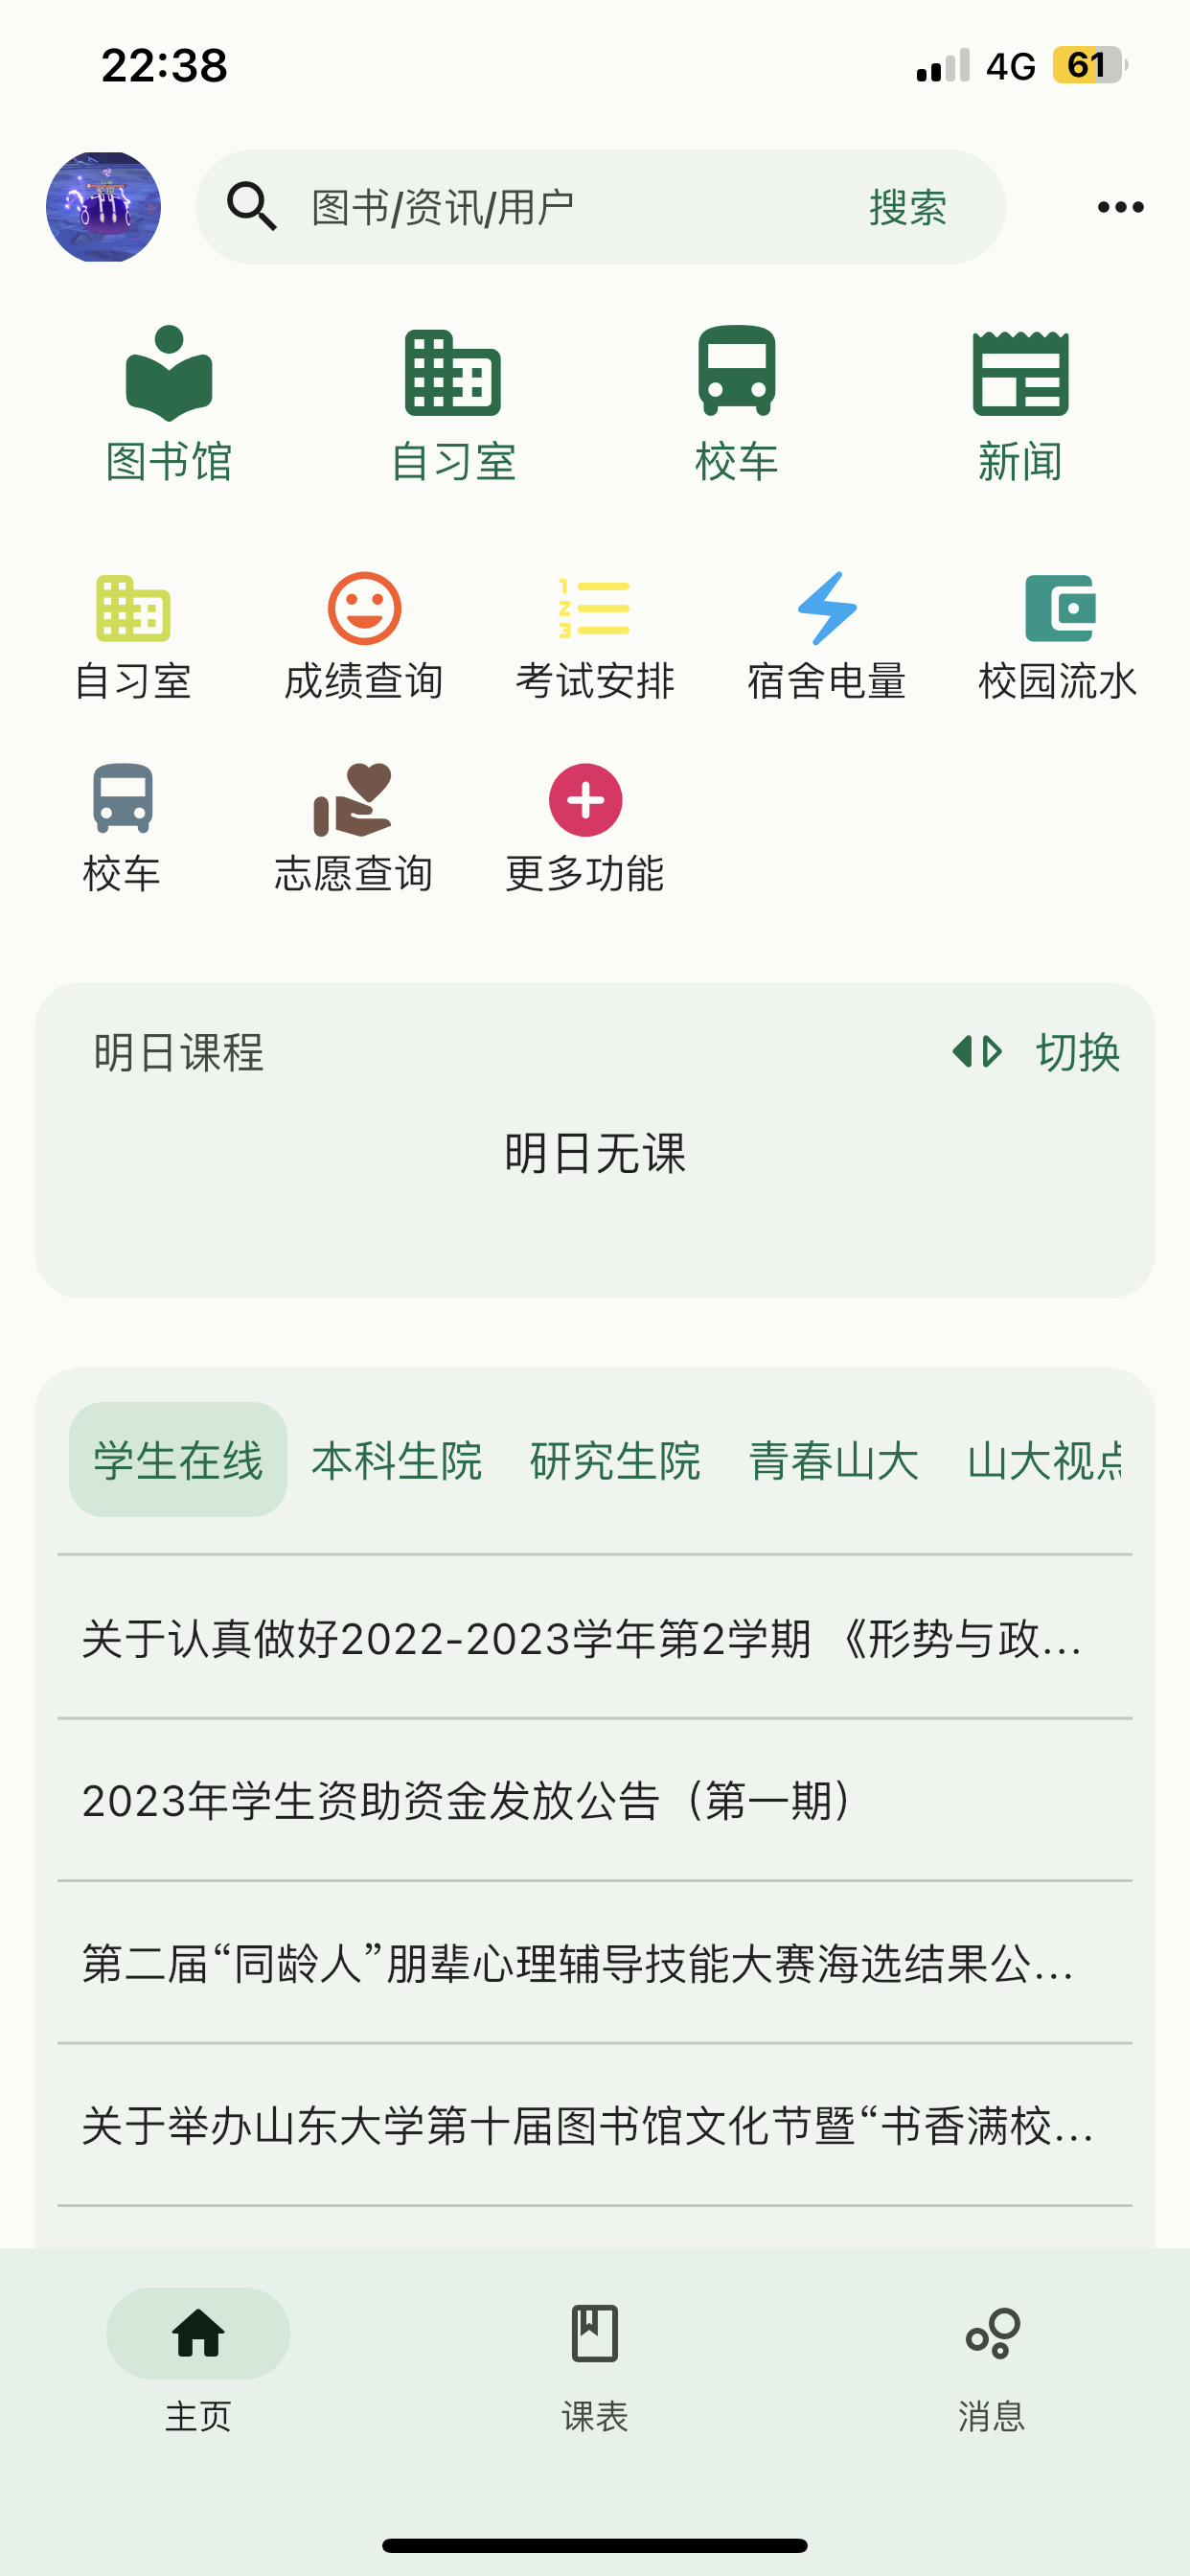 22:38 4G 61
图书/资讯/用户 搜索
图书馆 自习室 校车 新闻
自习室 成绩查询 考试安排 宿舍电量 校园流水
校车 志愿查询 更多功能
明日课程 切换
明日无课
学生在线 本科生院 研究生院 青春山大 山大视点
关于认真做好2022-2023学年第2学期 《形势与政...
2023年学生资助资金发放公告（第一期）
第二届“同龄人”朋辈心理辅导技能大赛海选结果公...
关于举办山东大学第十届图书馆文化节暨“书香满校...
主页 课表 消息